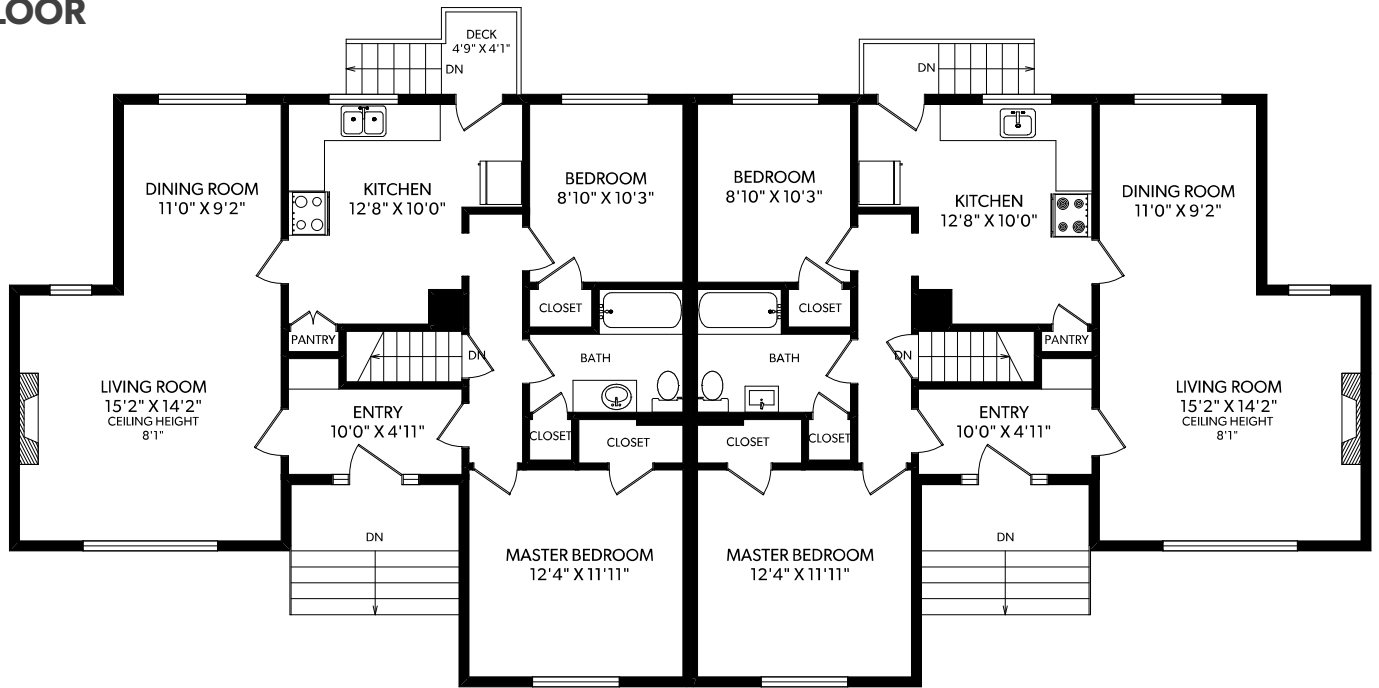 LOOR
DECK
4'9" X 4'1"
DN
DN
DINING ROOM
11'0" X 9'2"
KITCHEN
12'8" X 10'0"
BEDROOM
8'10" X 10'3"
BEDROOM
8'10" X 10'3"
KITCHEN
12'8" X 10'0"
DINING ROOM
11'0" X 9'2"
CLOSET
CLOSET
PANTRY
DN
BATH
BATH
DN
PANTRY
LIVING ROOM
15'2" X 14'2"
CEILING HEIGHT
8'1"
ENTRY
10'0" X 4'11"
CLOSET
CLOSET
CLOSET
CLOSET
ENTRY
10'0" X 4'11"
LIVING ROOM
15'2" X 14'2"
CEILING HEIGHT
8'1"
DN
MASTER BEDROOM
12'4" X 11'11"
MASTER BEDROOM
12'4" X 11'11"
DN